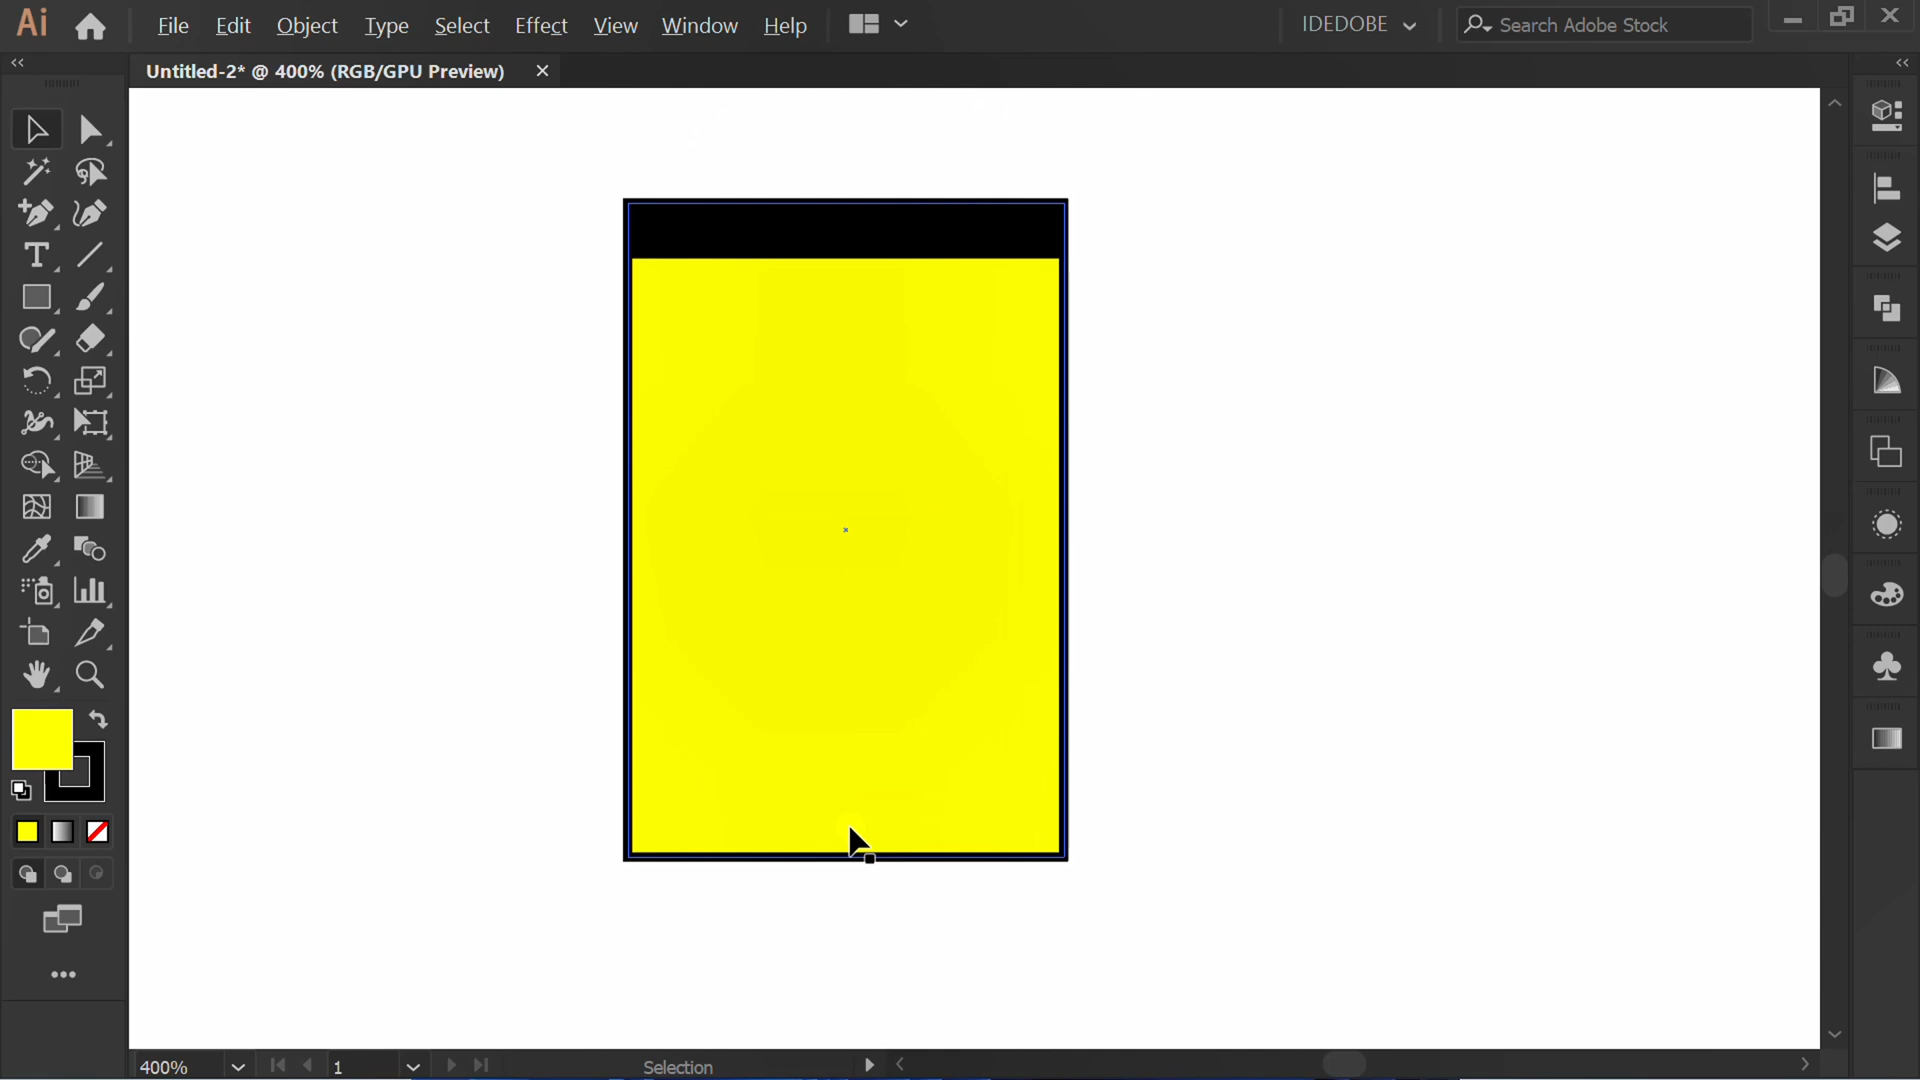 Ai File Edit Object Type Select Effect View Window Help IDEDOBE Search Adobe Stock
Untitled-2* @ 400% (RGB/GPU Preview)
T
400% 1 Selection